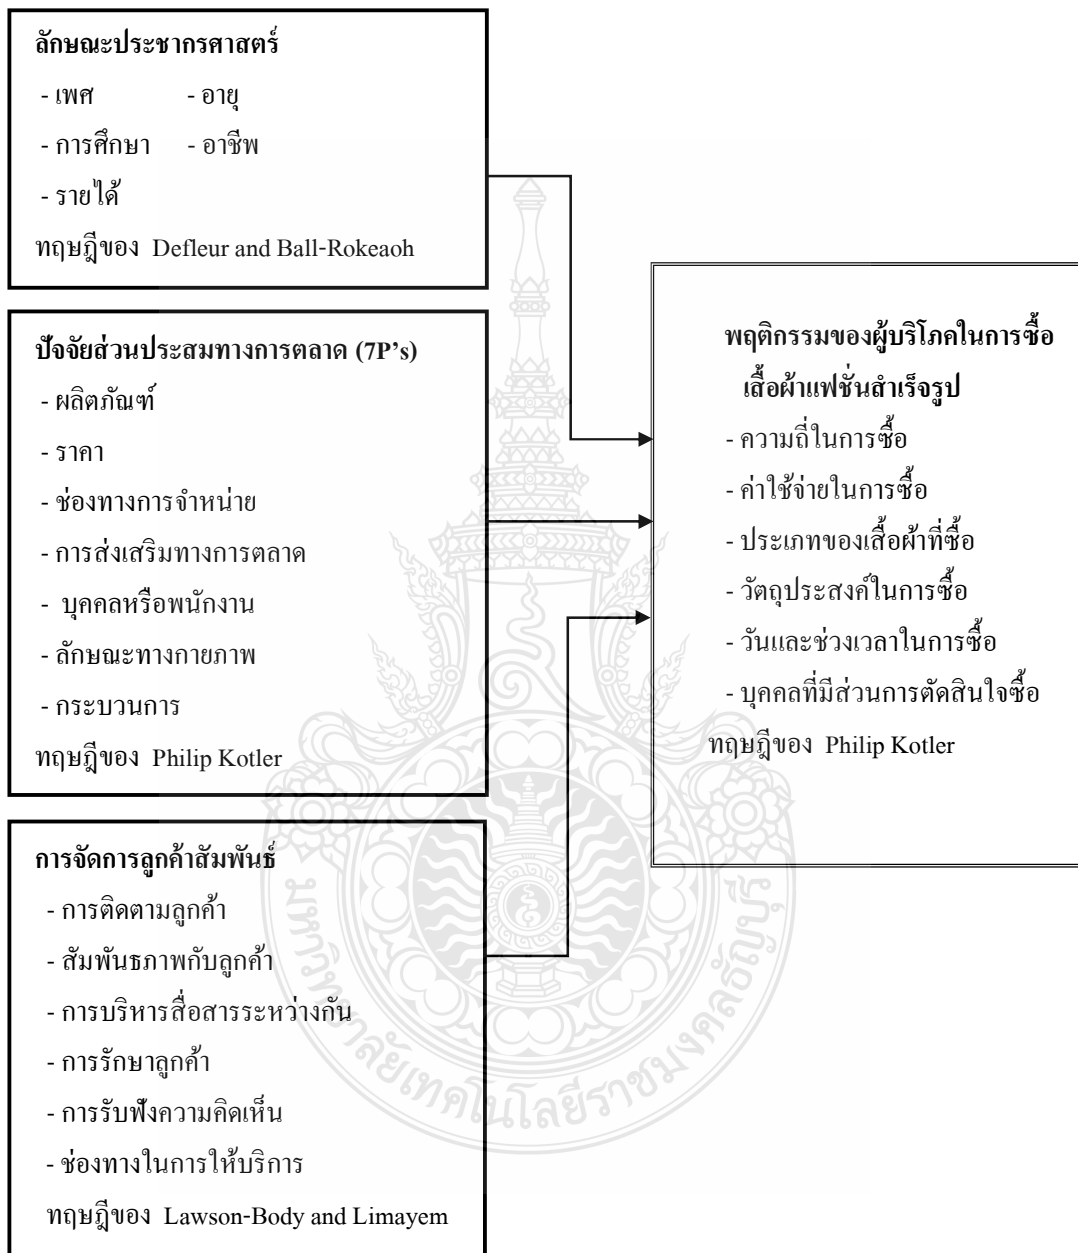 ลักษณะประชากรศาสตร์
- เพศ - อายุ
- การศึกษา - อาชีพ
- รายได้
ทฤษฎีของ Defleur and Ball-Rokeaoh
ปัจจัยส่วนประสมทางการตลาด (7P’s)
- ผลิตภัณฑ์
- ราคา
- ช่องทางการจำหน่าย
- การส่งเสริมทางการตลาด
- บุคคลหรือพนักงาน
- ลักษณะทางกายภาพ
- กระบวนการ
ทฤษฎีของ Philip Kotler
การจัดการลูกค้าสัมพันธ์
- การติดตามลูกค้า
- สัมพันธภาพกับลูกค้า
- การบริหารสื่อสารระหว่างกัน
- การรักษาลูกค้า
- การรับฟังความคิดเห็น
- ช่องทางในการให้บริการ
ทฤษฎีของ Lawson-Body and Limayem
พฤติกรรมของผู้บริโภคในการซื้อ
เสื้อผ้าแฟชั่นสำเร็จรูป
- ความถี่ในการซื้อ
- ค่าใช้จ่ายในการซื้อ
- ประเภทของเสื้อผ้าที่ซื้อ
- วัตถุประสงค์ในการซื้อ
- วันและช่วงเวลาในการซื้อ
- บุคคลที่มีส่วนการตัดสินใจซื้อ
ทฤษฎีของ Philip Kotler
มหาวิทยาลัยเทคโนโลยีราชมงคลธัญบุรี